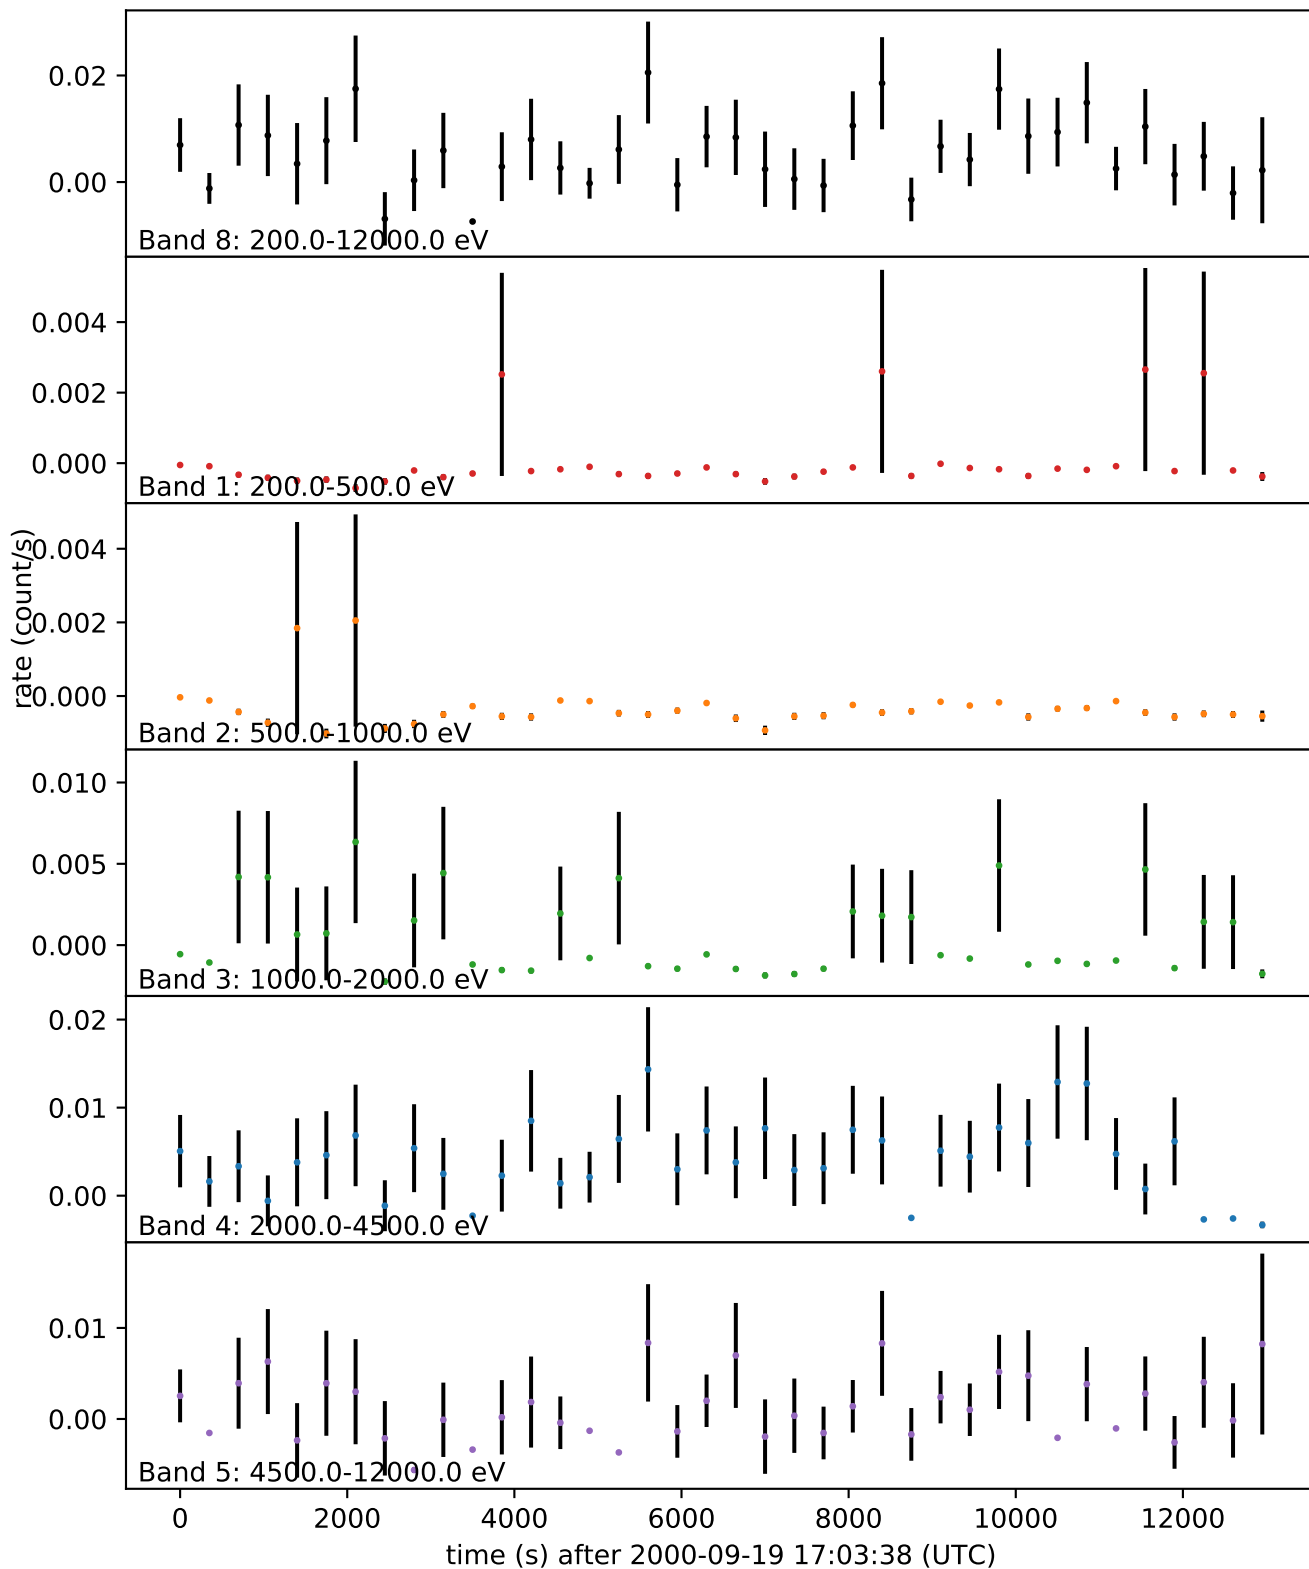 0.02
0.00
Band 8: 200.0-12000.0 eV
0.004
0.002
0.000
Band 1: 200.0-500.0 eV
rate (count/s)
0.004
0.002
0.000
Band 2: 500.0-1000.0 eV
0.010
0.005
0.000
Band 3: 1000.0-2000.0 eV
0.02
0.01
0.00
Band 4: 2000.0-4500.0 eV
0.01
0.00
Band 5: 4500.0-12000.0 eV
0 2000 4000 6000 8000 10000 12000
time (s) after 2000-09-19 17:03:38 (UTC)